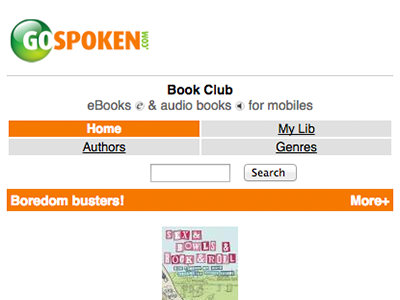 GOSPOKEN.com
Book Club
eBooks & audio books for mobiles
Home My Lib
Authors Genres
Search
Boredom busters! More+
SEX &
BOWLS &
ROCK & ROLL